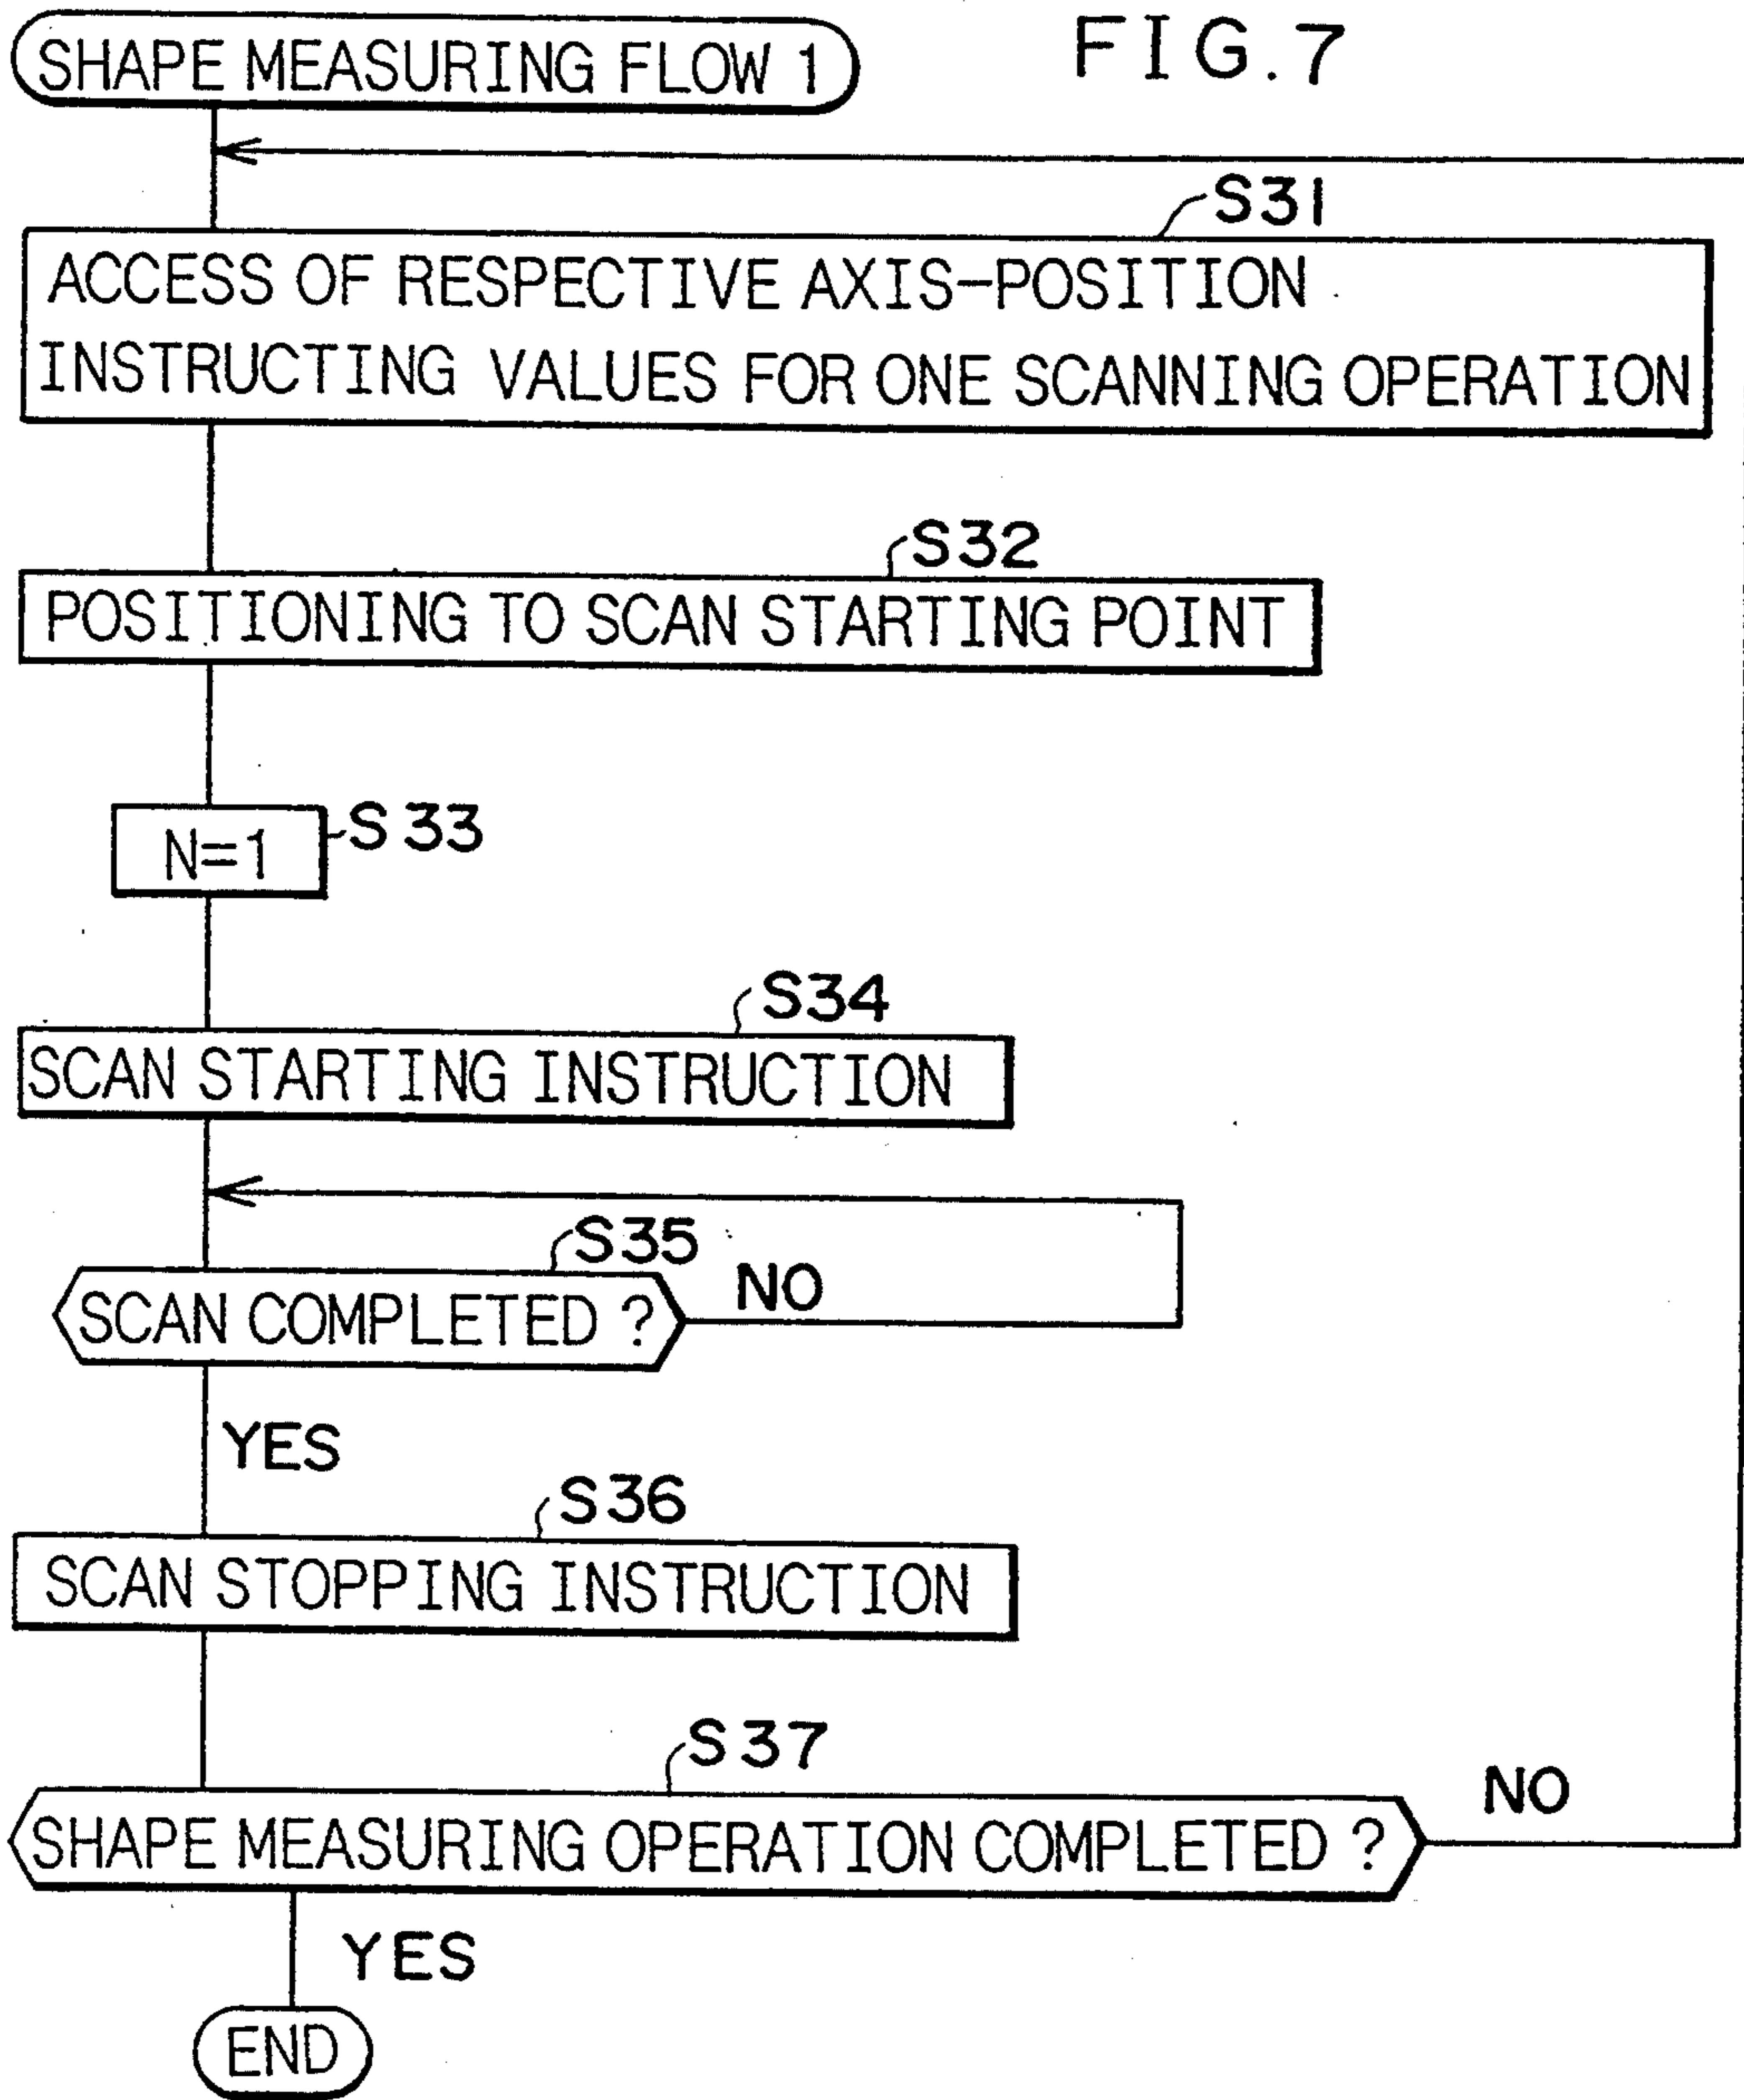 FIG.7
SHAPE MEASURING FLOW 1
S31
ACCESS OF RESPECTIVE AXIS-POSITION
INSTRUCTING VALUES FOR ONE SCANNING OPERATION
S32
POSITIONING TO SCAN STARTING POINT
N=1
S33
S34
SCAN STARTING INSTRUCTION
S35
SCAN COMPLETED ?
NO
YES
S36
SCAN STOPPING INSTRUCTION
S37
SHAPE MEASURING OPERATION COMPLETED ?
NO
YES
END